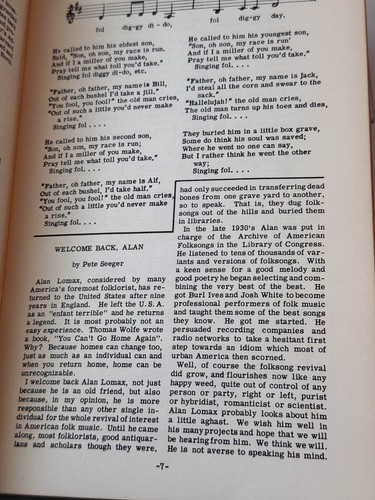 fol dig-gy di-do, fol dig-gy day.
He called to him his eldest son,
Said, "Son, oh son, my race is run;
And if I a miller of you make,
Pray tell me what toll you'd take."
Singing fol diggy di-do, etc.
"Father, oh father, my name is Bill,
Out of each bushel I'd take a jill."
"You fool, you fool!" the old man cries,
"Out of such a little you'd never make
a rise."
Singing fol. . . .
He called to him his second son,
"Son, oh son, my race is run;
And if I a miller of you make,
Pray tell me what toll you'd take."
Singing fol. . . .
"Father, oh father, my name is Alf,
Out of each bushel, I'd take half."
"You fool, you fool!" the old man cries,
"Out of such a little you'd never make
a rise."
Singing fol. . . .
He called to him his youngest son,
"Son, oh son, my race is run'
And if I a miller of you make,
Pray tell me what toll you'd take."
Singing fol. . . .
"Father, oh father, my name is Jack,
I'd steal all the corn and swear to the
sack."
"Hallelujah!" the old man cries,
The old man turns up his toes and dies,
Singing fol. . . .
They buried him in a little box grave,
Some do think his soul was saved;
Where he went no one can say,
But I rather think he went the other
way;
Singing fol. . . .
WELCOME BACK, ALAN
by Pete Seeger
Alan Lomax, considered by many
America's foremost folklorist, has re-
turned to the United States after nine
years in England. He left the U.S.A.
as an "enfant terrible" and he returns
a legend. It is most probably not an
easy experience. Thomas Wolfe wrote
a book, "You Can't Go Home Again".
Why? Because homes can change too,
just as much as an individual can and
when you return home, home can be
unrecognizable.
I welcome back Alan Lomax, not just
because he is an old friend, but also
because, in my opinion, he is more
responsible than any other single in-
dividual for the whole revival of interest
in American folk music. Until he came
along, most folklorists, good antiquar-
ians and scholars though they were,
had only succeeded in transferring dead
bones from one grave yard to another,
so to speak. That is, they dug folk-
songs out of the hills and buried them
in libraries.
In the late 1930's Alan was put in
charge of the Archive of American
Folksongs in the Library of Congress.
He listened to tens of thousands of var-
iants and versions of folksongs. With
a keen sense for a good melody and
good poetry he began selecting and com-
bining the very best of the best. He
got Burl Ives and Josh White to become
professional performers of folk music
and taught them some of the best songs
they know. He got me started. He
persuaded recording companies and
radio networks to take a hesitant first
step towards an idiom which most of
urban America then scorned.
Well, of course the folksong revival
did grow, and flourishes now like any
happy weed, quite out of control of any
person or party, right or left, purist
or hybridist, romanticist or scientist.
Alan Lomax probably looks about him
a little aghast. We wish him well in
his many projects and hope that we will
be hearing from him. We think we will.
He is not averse to speaking his mind.
-7-